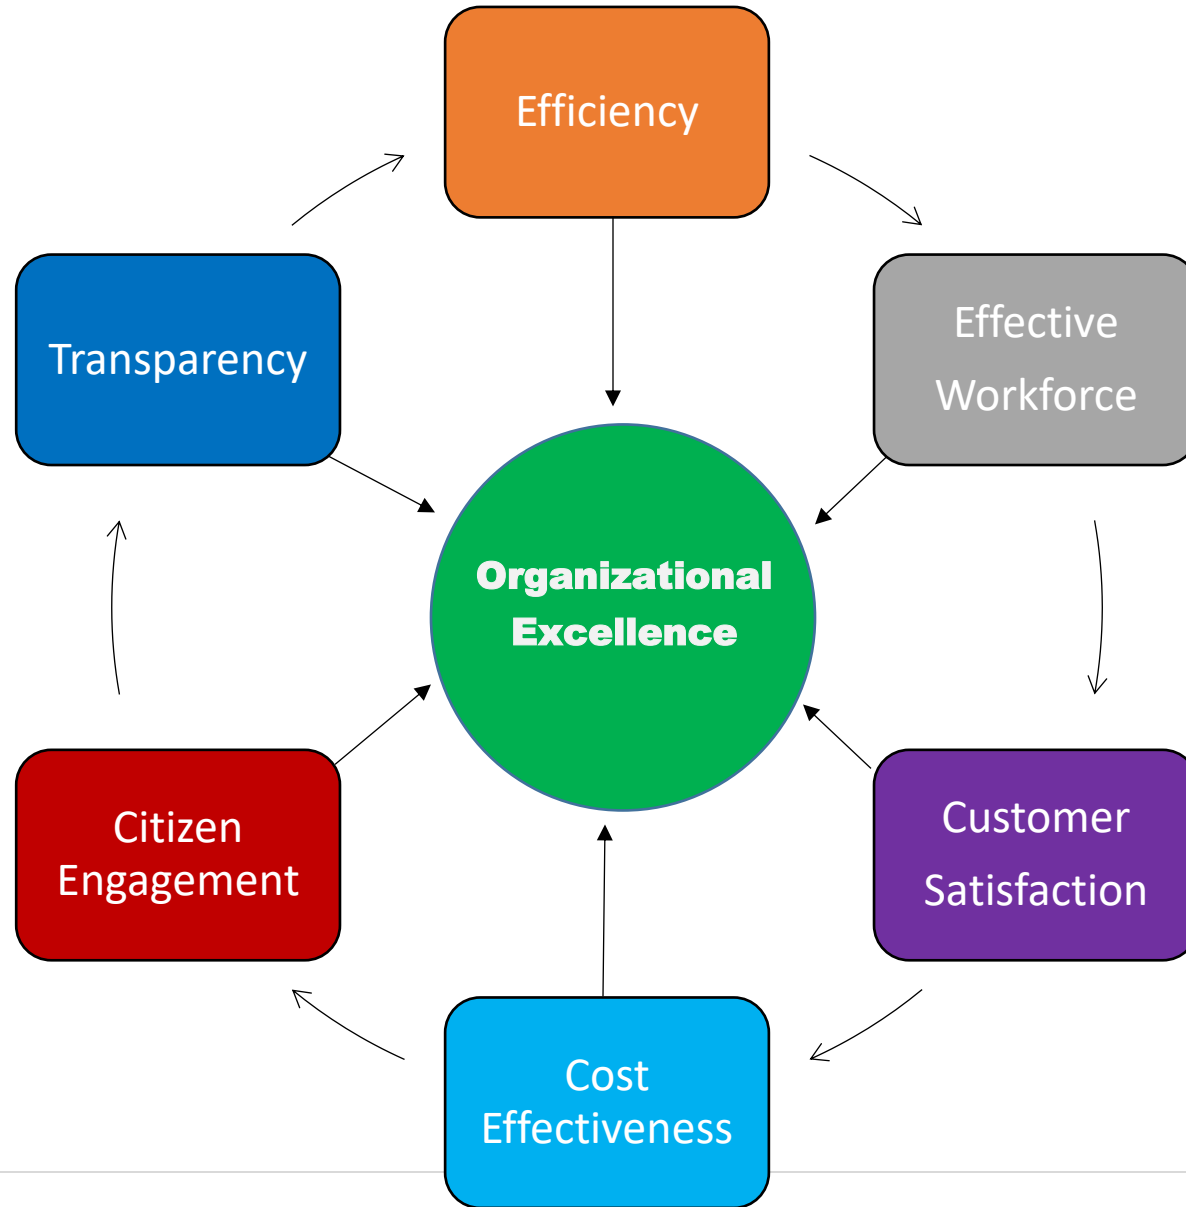 Efficiency
Transparency
Effective
Workforce
Organizational
Excellence
Citizen
Engagement
Customer
Satisfaction
Cost
Effectiveness